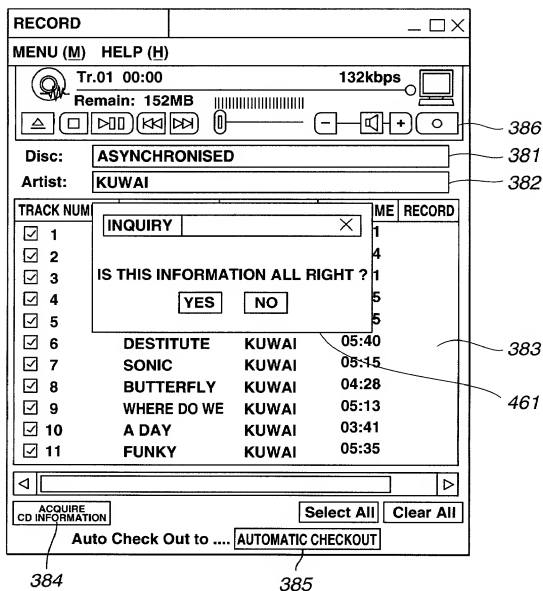 RECORD
MENU (M) HELP (H)
Tr.01 00:00 132kbps
Remain: 152MB
386
Disc: ASYNCHRONISED 381
Artist: KUWAI 382
TRACK NUM ME RECORD
INQUIRY
1 1
2 4
3 IS THIS INFORMATION ALL RIGHT ? 1
4 YES NO 5
5 5
6 DESTITUTE KUWAI 05:40
383
7 SONIC KUWAI 05:15
8 BUTTERFLY KUWAI 04:28
461
9 WHERE DO WE KUWAI 05:13
10 A DAY KUWAI 03:41
11 FUNKY KUWAI 05:35
ACQUIRE
CD INFORMATION Select All Clear All
Auto Check Out to .... AUTOMATIC CHECKOUT
384 385